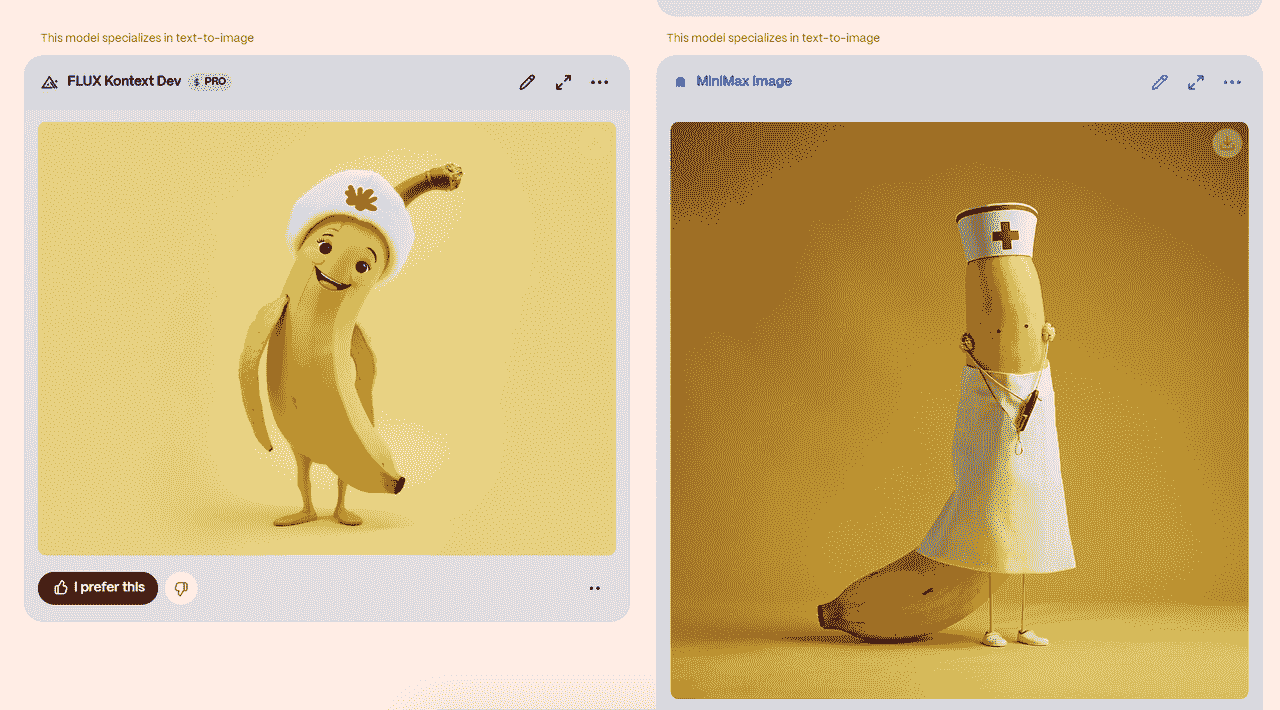 This model specializes in text-to-image
FLUX Kontext Dev $ PRO
I prefer this
This model specializes in text-to-image
MiniMax Image